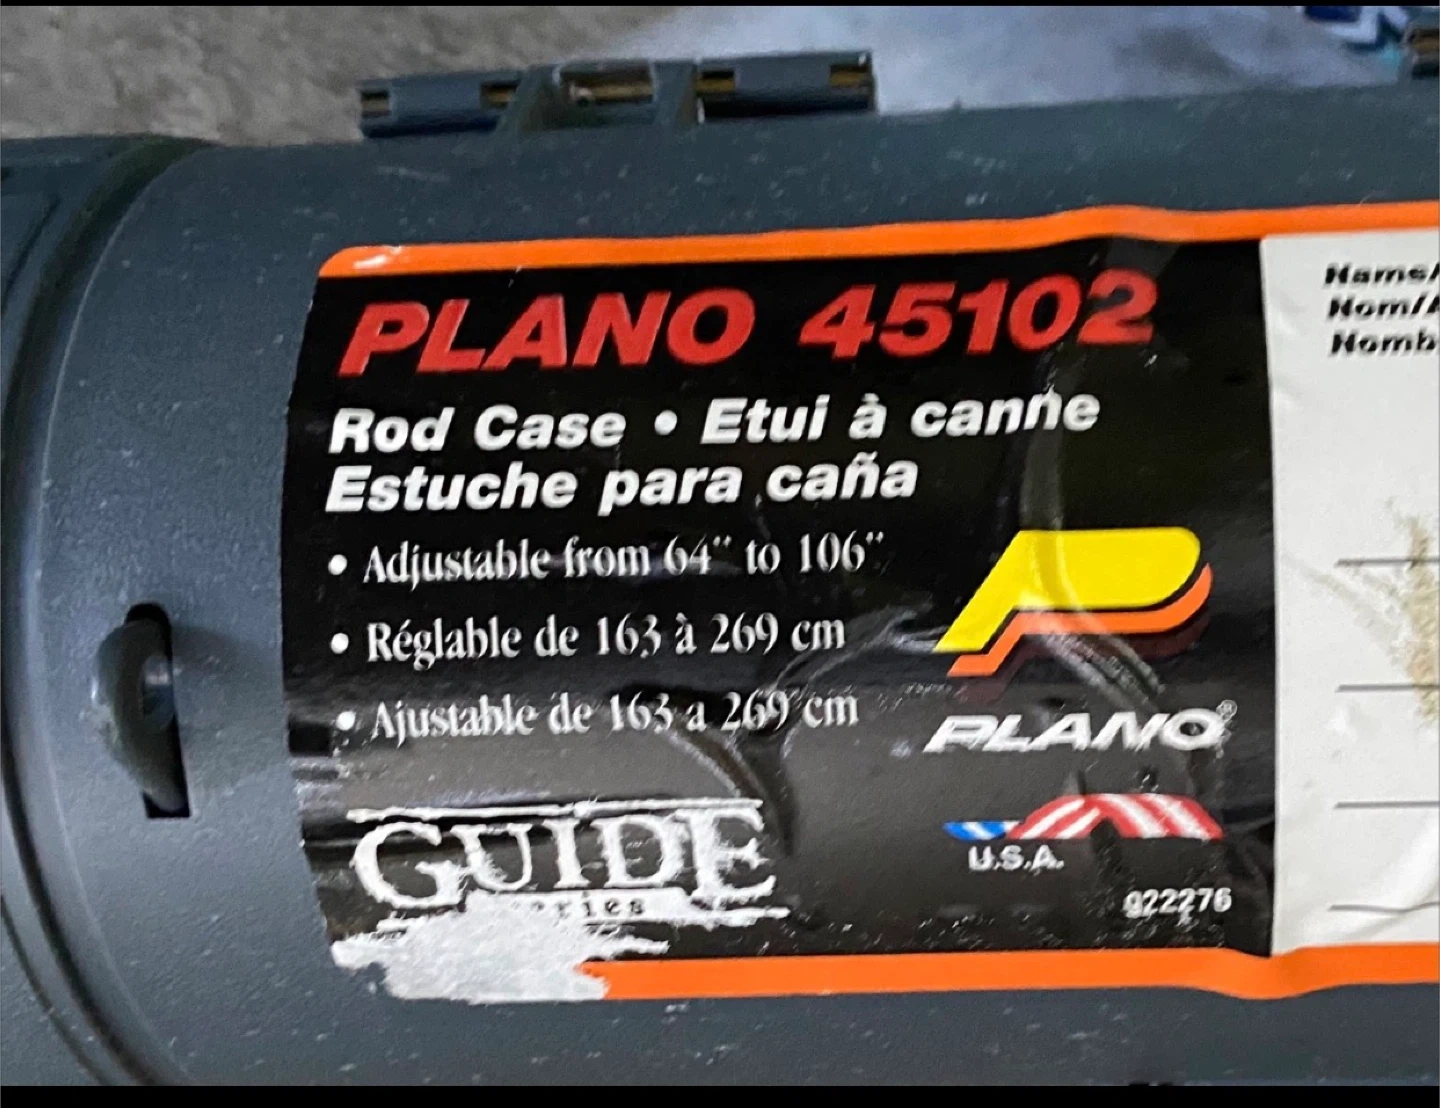 PLANO 45102
Rod Case • Etui à canne
Estuche para caña
• Adjustable from 64" to 106"
• Réglable de 163 à 269 cm
• Ajustable de 163 a 269 cm
PLANO®
GUIDE
U.S.A.
922276